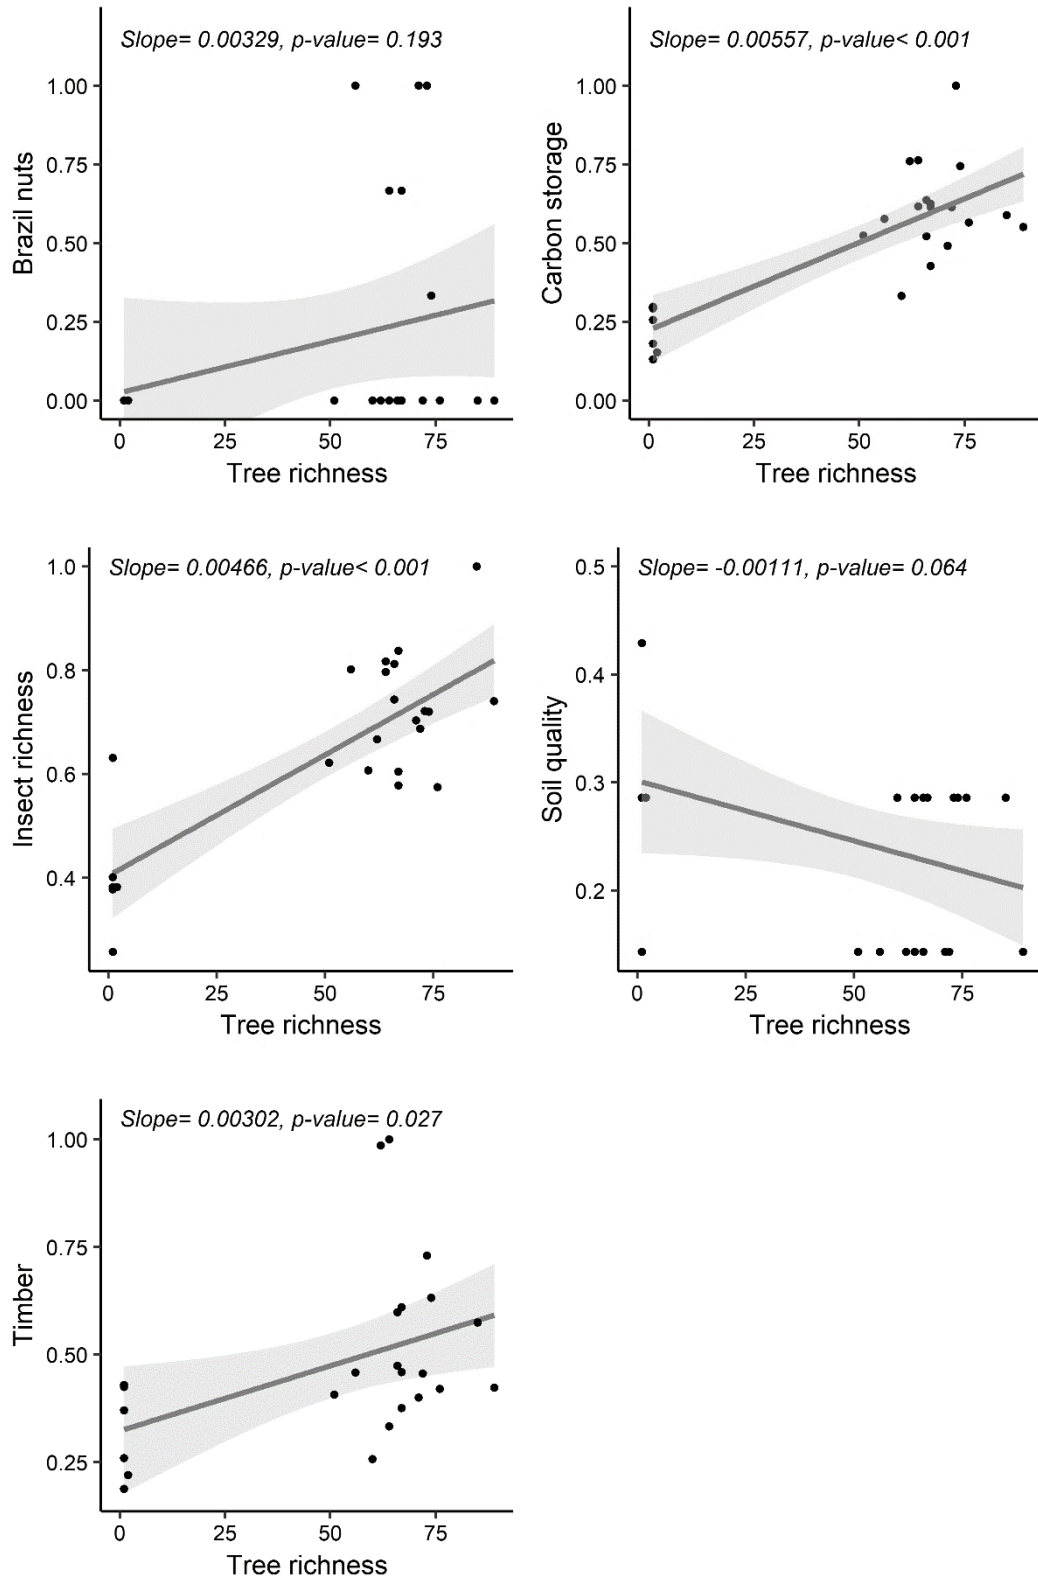 Slope= 0.00329, p-value= 0.193
1.00
0.75
0.50
0.25
0.00
Brazil nuts
0 25 50 75
Tree richness
Slope= 0.00557, p-value< 0.001
1.00
0.75
0.50
0.25
0.00
Carbon storage
0 25 50 75
Tree richness
Slope= 0.00466, p-value< 0.001
1.0
0.8
0.6
0.4
Insect richness
0 25 50 75
Tree richness
Slope= -0.00111, p-value= 0.064
0.5
0.4
0.3
0.2
Soil quality
0 25 50 75
Tree richness
Slope= 0.00302, p-value= 0.027
1.00
0.75
0.50
0.25
Timber
0 25 50 75
Tree richness